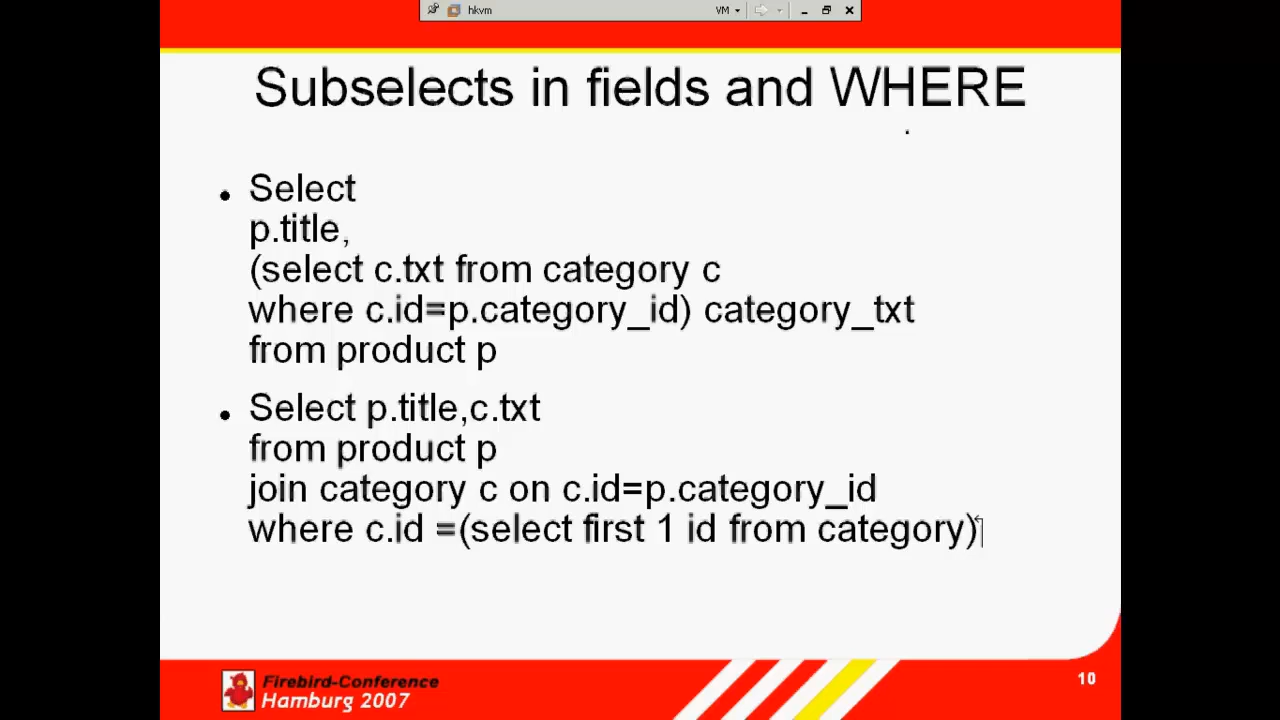 hkvm
VM
Subselects in fields and WHERE
• Select
p.title,
(select c.txt from category c
where c.id=p.category_id) category_txt
from product p
• Select p.title,c.txt
from product p
join category c on c.id=p.category_id
where c.id =(select first 1 id from category)
Firebird-Conference
Hamburg 2007
10